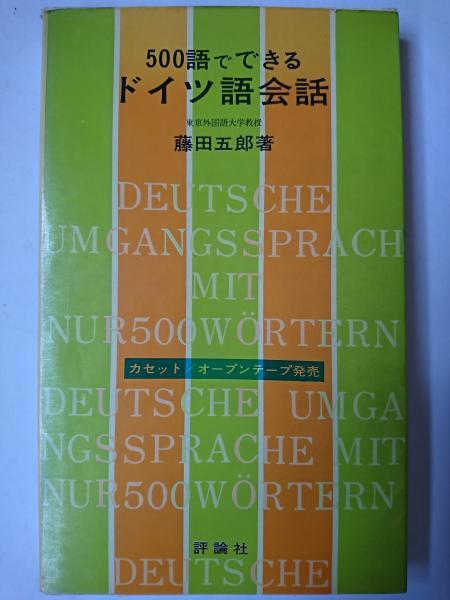 500語でできる
ドイツ語会話
東京外国語大学教授
藤田五郎著
DEUTSCHE
UMGANGSSPRACH
MIT
NUR500WÖRTERN
カセット/オープンテープ発売
DEUTSCHE UMGA
NGSSPRACHE MIT
NUR500WÖRTERN
評論社
DEUTSCHE